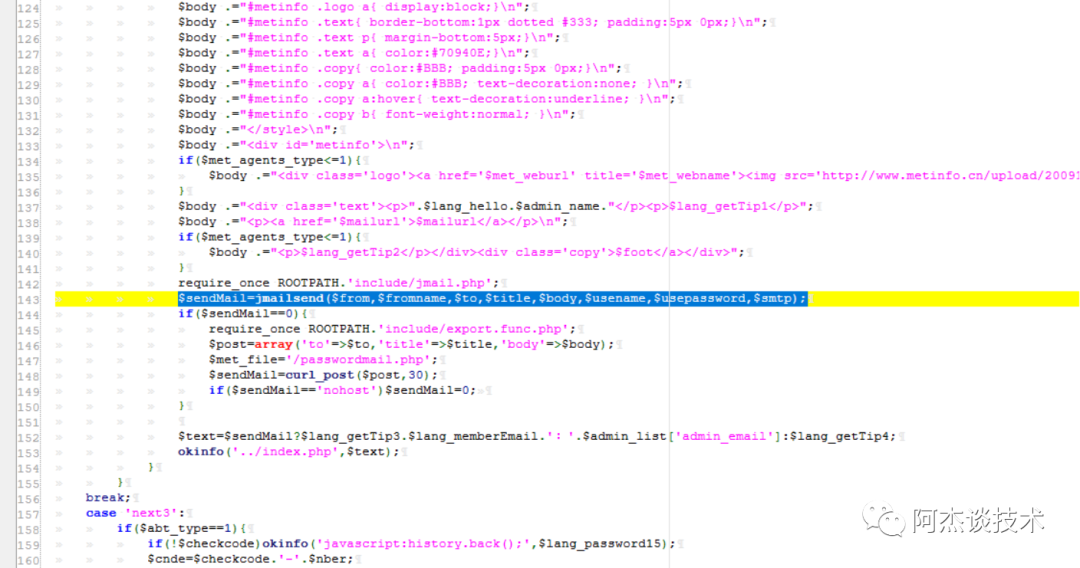 124 $body .="#metinfo .logo a{ display:block;}\n";
125 $body .="#metinfo .text{ border-bottom:1px dotted #333; padding:5px 0px;}\n";
126 $body .="#metinfo .text p{ margin-bottom:5px;}\n";
127 $body .="#metinfo .text a{ color:#70940E;}\n";
128 $body .="#metinfo .copy{ color:#BBB; padding:5px 0px;}\n";
129 $body .="#metinfo .copy a{ color:#BBB; text-decoration:none; }\n";
130 $body .="#metinfo .copy a:hover{ text-decoration:underline; }\n";
131 $body .="#metinfo .copy b{ font-weight:normal; }\n";
132 $body .="</style>\n";
133 $body .="<div id='metinfo'>\n";
134 if($met_agents_type<=1){
135 $body .="<div class='logo'><a href='$met_weburl' title='$met_webname'><img src='http://www.metinfo.cn/upload/20091
136 }
137 $body .="<div class='text'><p>".$lang_hello.$admin_name."</p><p>$lang_getTip1</p>";
138 $body .="<p><a href='$mailurl'>$mailurl</a></p>\n";
139 if($met_agents_type<=1){
140 $body .="<p>$lang_getTip2</p></div><div class='copy'>$foot</a></div>";
141 }
142 require_once ROOTPATH.'include/jmail.php';
143 $sendMail=jmailsend($from,$fromname,$to,$title,$body,$usename,$usepassword,$smtp);
144 if($sendMail==0){
145 require_once ROOTPATH.'include/export.func.php';
146 $post=array('to'=>$to,'title'=>$title,'body'=>$body);
147 $met_file='/passwordmail.php';
148 $sendMail=curl_post($post,30);
149 if($sendMail=='nohost')$sendMail=0;
150 }
151
152 $text=$sendMail?$lang_getTip3.$lang_memberEmail.'：'.$admin_list['admin_email']:$lang_getTip4;
153 okinfo('../index.php',$text);
154 }
155 }
156 break;
157 case 'next3':
158 if($abt_type==1){
159 if(!$checkcode)okinfo('javascript:history.back();',$lang_password15);
160 $cnde=$checkcode.'-'.$nber;
阿杰谈技术